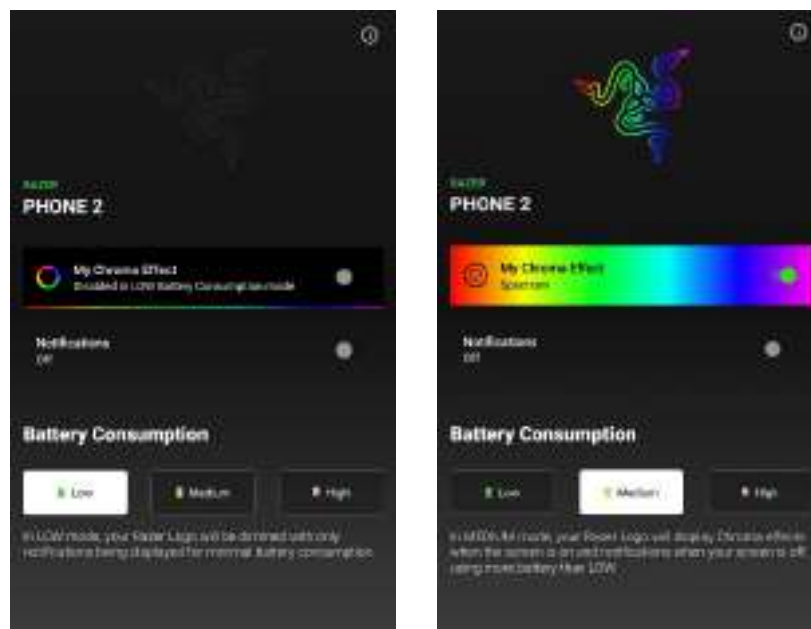 RAZER
PHONE 2
My Chroma Effect
Disabled in LOW Battery Consumption mode
Notifications
Off
Battery Consumption
Low
Medium
High
In LOW mode, your Razer Logo will be dimmed with only
notifications being displayed for minimal battery consumption
RAZER
PHONE 2
My Chroma Effect
Spectrum
Notifications
Off
Battery Consumption
Low
Medium
High
In MEDIUM mode, your Razer Logo will display Chroma effects
when the screen is on and notifications when your screen is off
using more battery than LOW